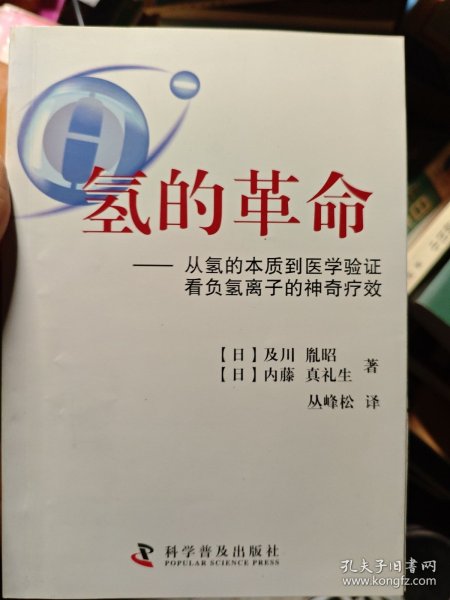 氢的革命
—— 从氢的本质到医学验证
看负氢离子的神奇疗效
【日】及川 胤昭
【日】内藤 真礼生
著
丛峰松 译
科学普及出版社
POPULAR SCIENCE PRESS
孔夫子旧书网
www.kongfz.com